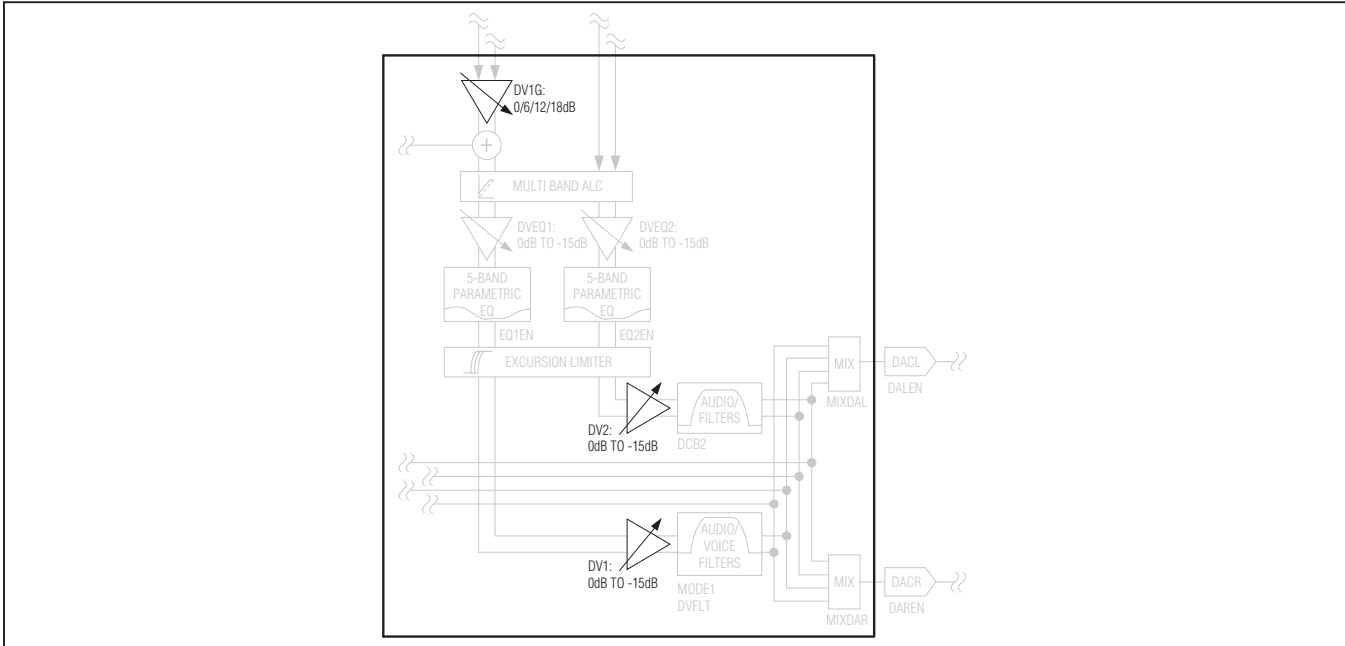 DV1G:
0/6/12/18dB
+
MULTI BAND ALC
DVEQ1:
0dB TO -15dB
DVEQ2:
0dB TO -15dB
5-BAND
PARAMETRIC
EQ
5-BAND
PARAMETRIC
EQ
EQ1EN
EQ2EN
EXCURSION LIMITER
MIX
DACL
MIXDAL
DALEN
AUDIO/
FILTERS
DV2:
0dB TO -15dB
DCB2
AUDIO/
VOICE
FILTERS
DV1:
0dB TO -15dB
MODE1
DVFLT
MIX
DACR
MIXDAR
DAREN